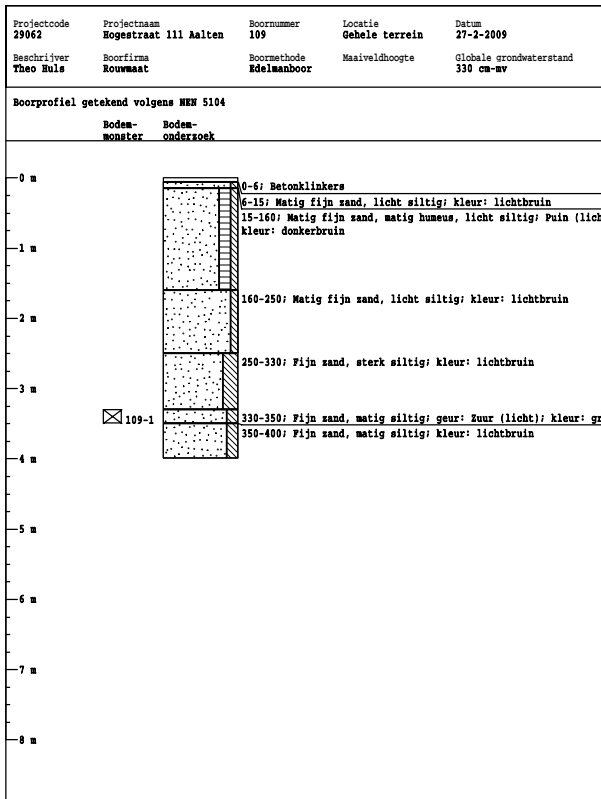 Projectcode Projectnaam Boornummer Locatie Datum
29062 Hogestraat 111 Aalten 109 Gehele terrein 27-2-2009
Beschrijver Boorfirma Boormethode Maaiveldhoogte Globale grondwaterstand
Theo Huls Rouwmaat Edelmanboor 330 cm-mv
Boorprofiel getekend volgens NEN 5104
Bodem- Bodem-
monster onderzoek
0 m
0-6; Betonklinkers
6-15; Matig fijn zand, licht siltig; kleur: lichtbruin
15-160; Matig fijn zand, matig humeus, licht siltig; Puin (lich
kleur: donkerbruin
1 m
160-250; Matig fijn zand, licht siltig; kleur: lichtbruin
2 m
250-330; Fijn zand, sterk siltig; kleur: lichtbruin
3 m
109-1 330-350; Fijn zand, matig siltig; geur: Zuur (licht); kleur: gr
350-400; Fijn zand, matig siltig; kleur: lichtbruin
4 m
5 m
6 m
7 m
8 m